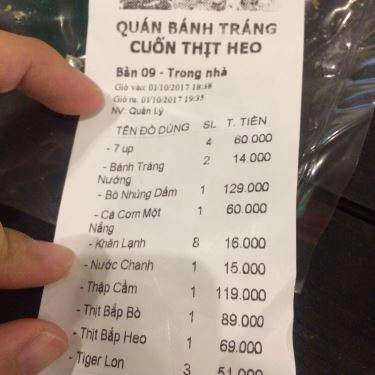 QUÁN BÁNH TRÁNG
CUỐN THỊT HEO
Bàn 09 - Trong nhà
Giờ vào: 01/10/2017 18:38
Giờ ra: 01/10/2017 19:35
NV: Quản Lý
TÊN ĐỒ DÙNG SL T. TIỀN
- 7 up 4 60.000
- Bánh Tráng 2 14.000
Nướng
- Bò Nhúng Dấm 1 129.000
- Cá Cơm Một 1 60.000
Nắng
- Khăn Lạnh 8 16.000
- Nước Chanh 1 15.000
- Thập Cẩm 1 119.000
- Thịt Bắp Bò 1 89.000
- Thịt Bắp Heo 1 69.000
- Tiger Lon 3 51.000